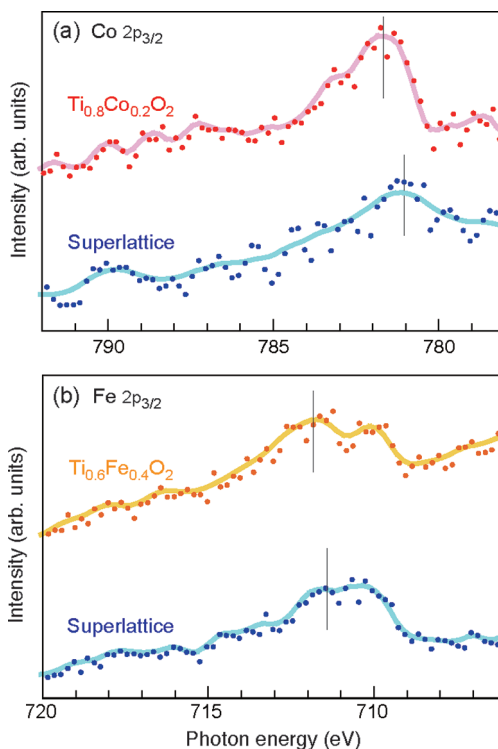 (a) Co 2p3/2
Ti0.8Co0.2O2
Superlattice
Intensity (arb. units)
790 785 780
(b) Fe 2p3/2
Ti0.6Fe0.4O2
Superlattice
Intensity (arb. units)
720 715 710
Photon energy (eV)